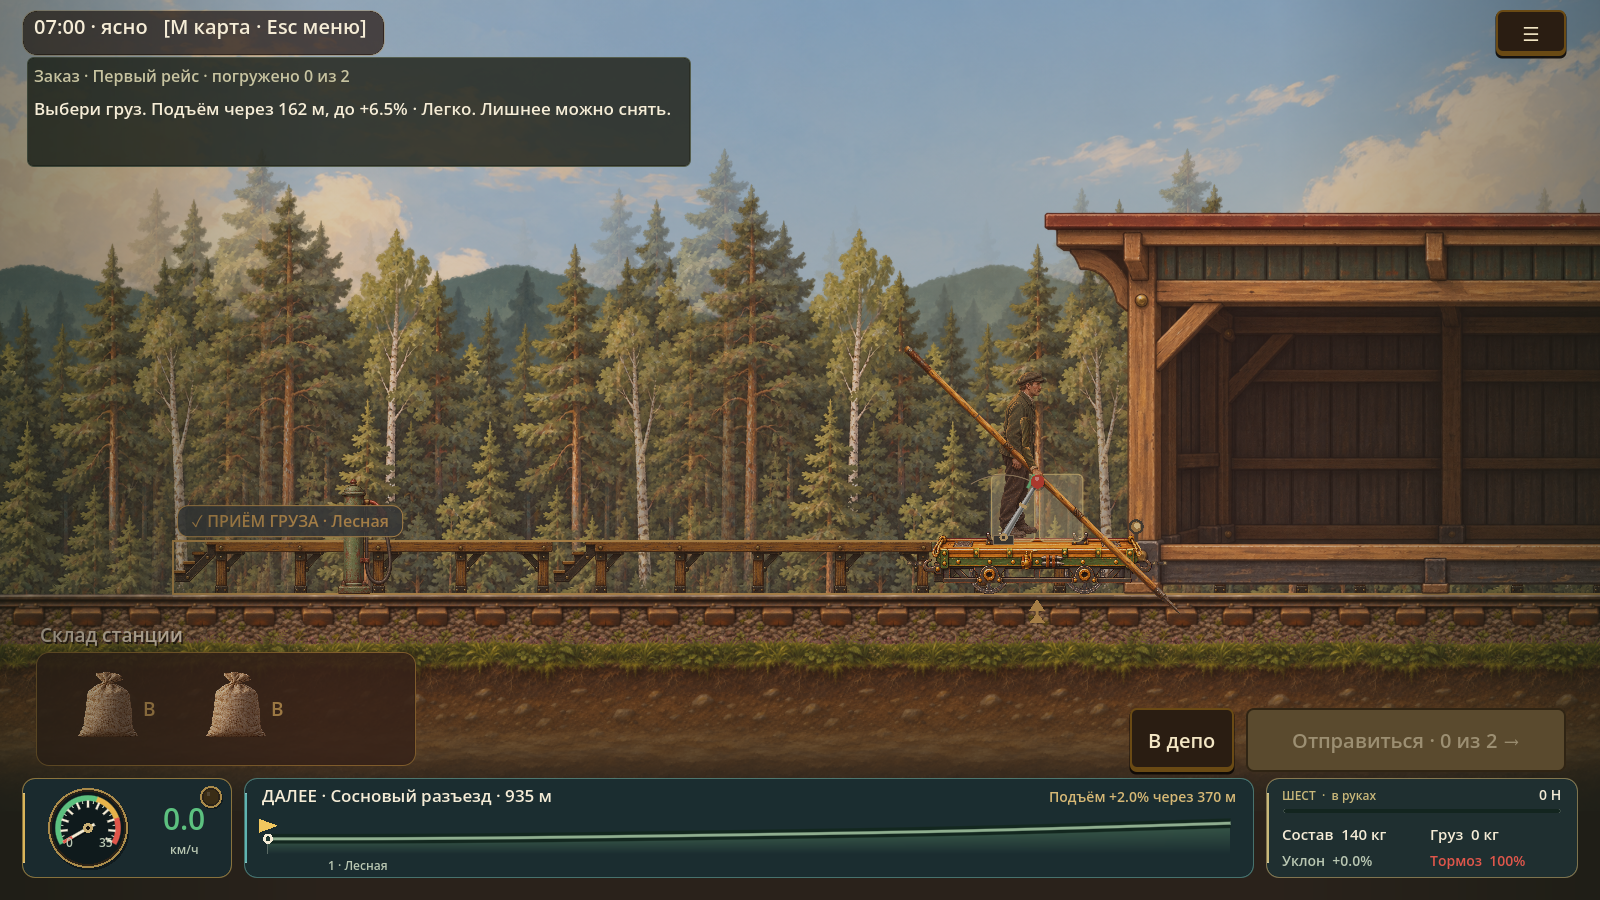 07:00 · ясно [M карта · Esc меню]
Заказ · Первый рейс · погружено 0 из 2
Выбери груз. Подъём через 162 м, до +6.5% · Легко. Лишнее можно снять.
✓ ПРИЁМ ГРУЗА · Лесная
Склад станции
В
В
В депо
Отправиться · 0 из 2 →
0
35
0.0
км/ч
ДАЛЕЕ · Сосновый разъезд · 935 м
Подъём +2.0% через 370 м
1 · Лесная
ШЕСТ · в руках
0 Н
Состав 140 кг
Груз 0 кг
Уклон +0.0%
Тормоз 100%